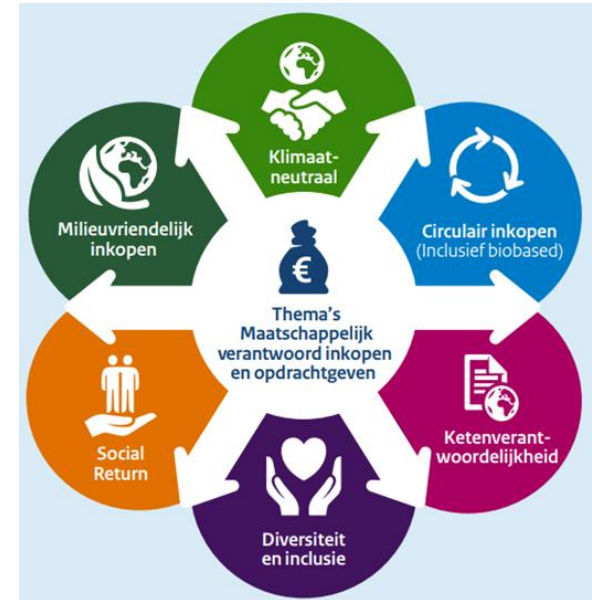 Klimaat-
neutraal
Milieuvriendelijk
inkopen
Circulair inkopen
(Inclusief biobased)
€
Thema's
Maatschappelijk
verantwoord inkopen
en opdrachtgeven
Social
Return
Ketenverant-
woordelijkheid
Diversiteit
en inclusie